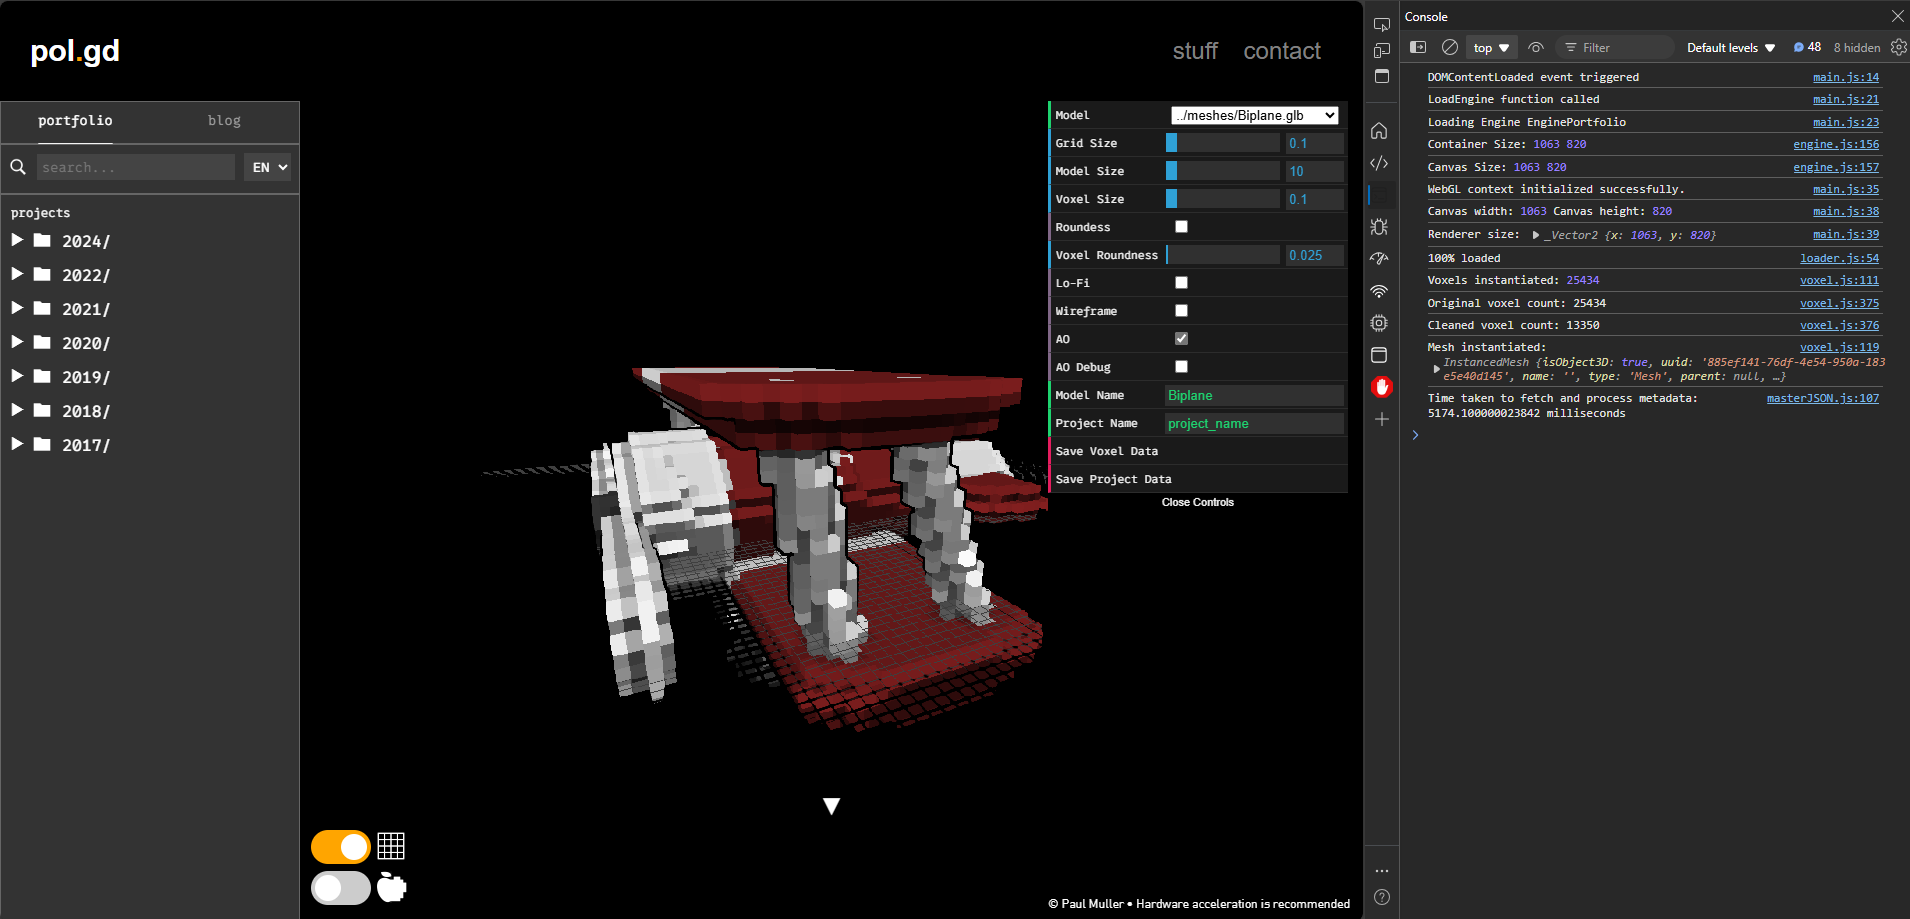 pol.gd
stuff
contact
portfolio
blog
search...
EN
projects
2024/
2022/
2021/
2020/
2019/
2018/
2017/
Model
../meshes/Biplane.glb
Grid Size
0.1
Model Size
10
Voxel Size
0.1
Roundess
Voxel Roundness
0.025
Lo-Fi
Wireframe
AO
AO Debug
Model Name
Biplane
Project Name
project_name
Save Voxel Data
Save Project Data
Close Controls
© Paul Muller • Hardware acceleration is recommended
Console
top
Filter
Default levels
48
8 hidden
DOMContentLoaded event triggered main.js:14
LoadEngine function called main.js:21
Loading Engine EnginePortfolio main.js:23
Container Size: 1063 820 engine.js:156
Canvas Size: 1063 820 engine.js:157
WebGL context initialized successfully. main.js:35
Canvas width: 1063 Canvas height: 820 main.js:38
Renderer size: _Vector2 {x: 1063, y: 820} main.js:39
100% loaded loader.js:54
Voxels instantiated: 25434 voxel.js:111
Original voxel count: 25434 voxel.js:375
Cleaned voxel count: 13350 voxel.js:376
Mesh instantiated: voxel.js:119
InstancedMesh {isObject3D: true, uuid: '885ef141-76df-4e54-950a-183
e5e40d145', name: '', type: 'Mesh', parent: null, …}
Time taken to fetch and process metadata: masterJSON.js:107
5174.100000023842 milliseconds